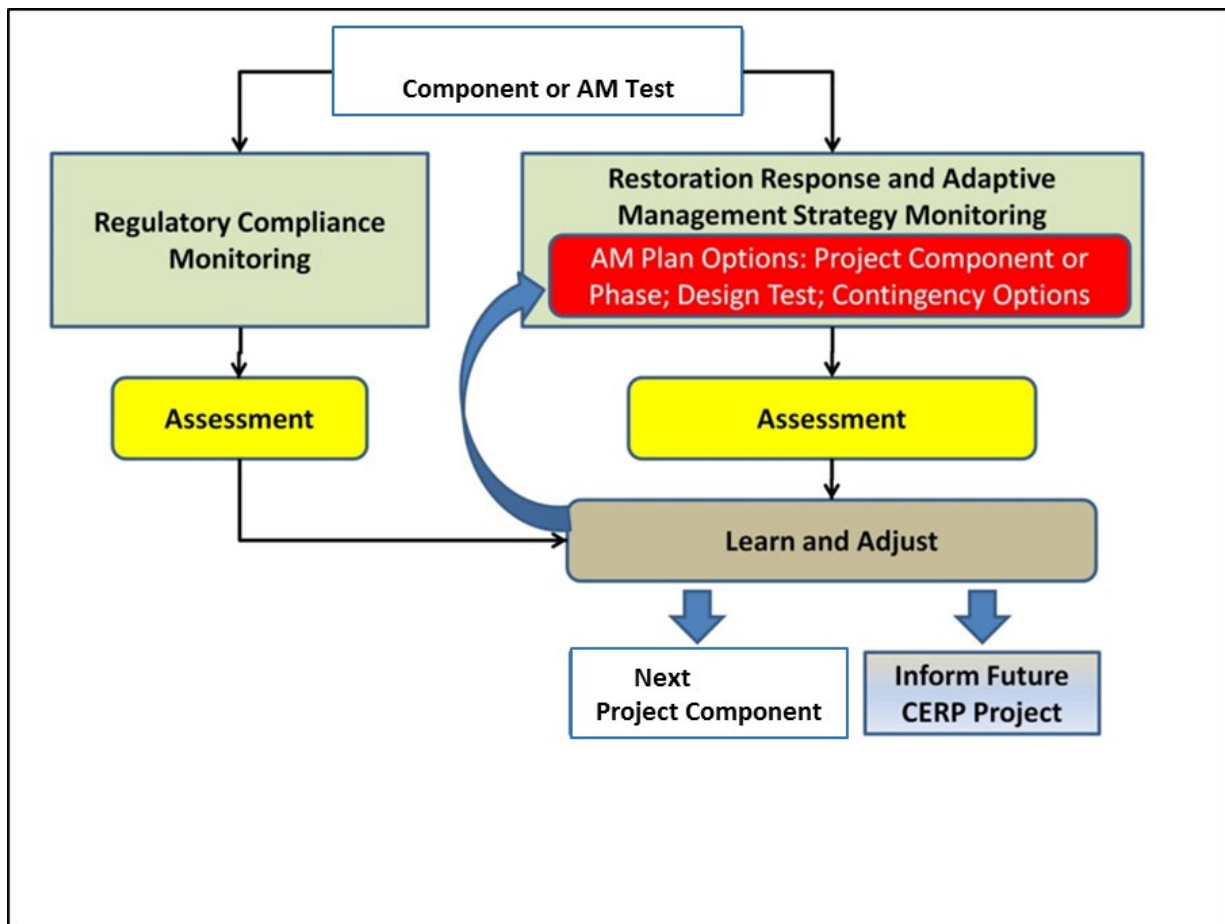 Component or AM Test
Regulatory Compliance
Monitoring
Restoration Response and Adaptive
Management Strategy Monitoring
AM Plan Options: Project Component or
Phase; Design Test; Contingency Options
Assessment
Assessment
Learn and Adjust
Next
Project Component
Inform Future
CERP Project